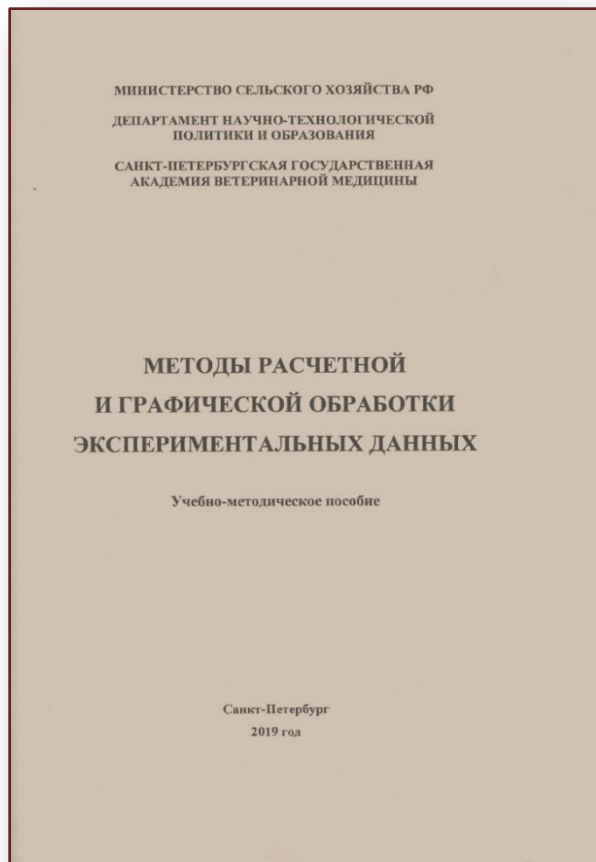 МИНИСТЕРСТВО СЕЛЬСКОГО ХОЗЯЙСТВА РФ
ДЕПАРТАМЕНТ НАУЧНО-ТЕХНОЛОГИЧЕСКОЙ
ПОЛИТИКИ И ОБРАЗОВАНИЯ
САНКТ-ПЕТЕРБУРГСКАЯ ГОСУДАРСТВЕННАЯ
АКАДЕМИЯ ВЕТЕРИНАРНОЙ МЕДИЦИНЫ
МЕТОДЫ РАСЧЕТНОЙ
И ГРАФИЧЕСКОЙ ОБРАБОТКИ
ЭКСПЕРИМЕНТАЛЬНЫХ ДАННЫХ
Учебно-методическое пособие
Санкт-Петербург
2019 год